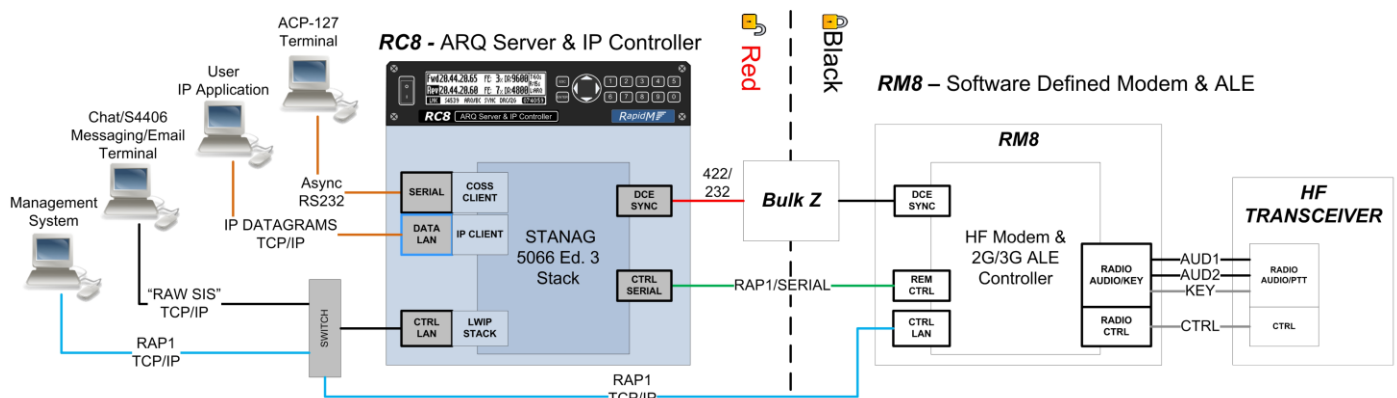 ACP-127
Terminal
User
IP Application
Chat/S4406
Messaging/Email
Terminal
Management
System
RC8 - ARQ Server & IP Controller
RC8 ARQ Server & IP Controller
RapidM
Async
RS232
IP DATAGRAMS
TCP/IP
"RAW SIS"
TCP/IP
RAP1
TCP/IP
SWITCH
SERIAL
COSS
CLIENT
DATA
LAN
IP CLIENT
CTRL
LAN
LWIP
STACK
STANAG
5066 Ed. 3
Stack
DCE
SYNC
CTRL
SERIAL
422/
232
Red
Black
Bulk Z
RAP1/SERIAL
RAP1
TCP/IP
RM8 – Software Defined Modem & ALE
RM8
DCE
SYNC
REM
CTRL
CTRL
LAN
HF Modem &
2G/3G ALE
Controller
RADIO
AUDIO/KEY
RADIO
CTRL
AUD1
AUD2
KEY
CTRL
HF
TRANSCEIVER
RADIO
AUDIO/PTT
CTRL